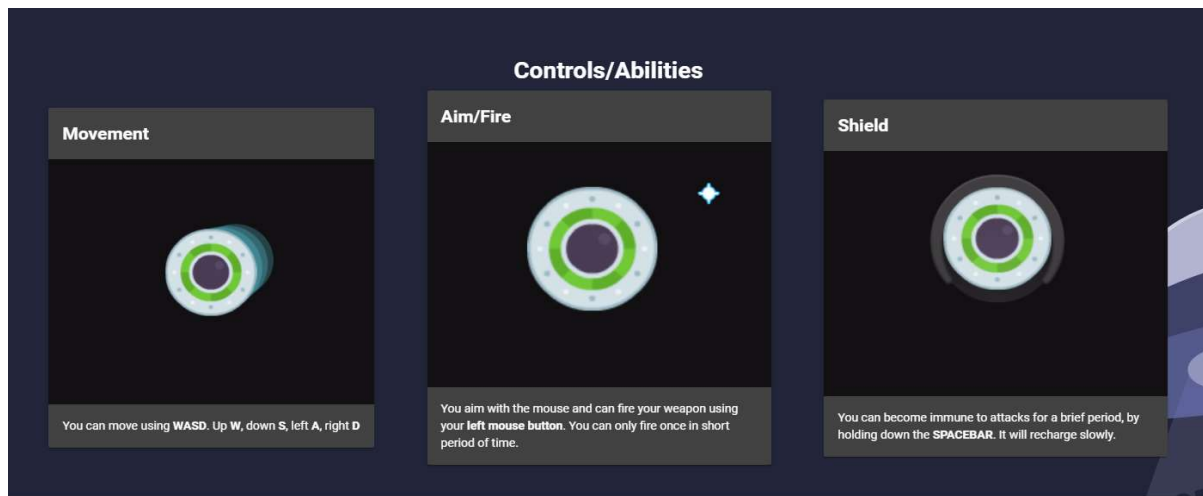 Controls/Abilities
Movement
You can move using WASD. Up W, down S, left A, right D
Aim/Fire
You aim with the mouse and can fire your weapon using
your left mouse button. You can only fire once in short
period of time.
Shield
You can become immune to attacks for a brief period, by
holding down the SPACEBAR. It will recharge slowly.